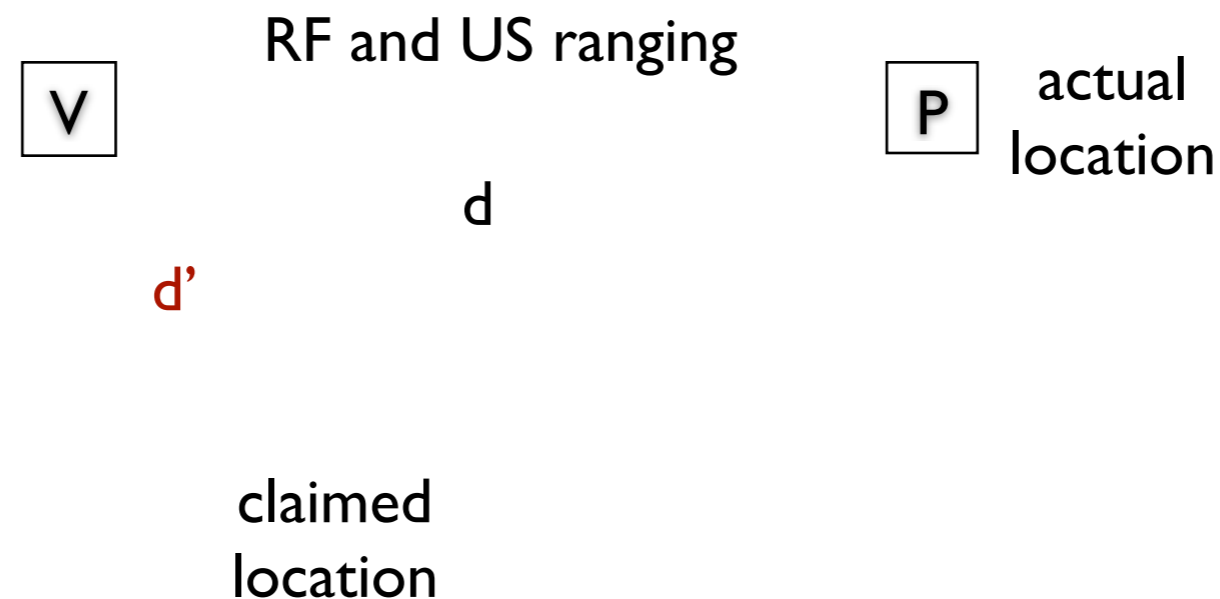 RF and US ranging
V
P
actual
location
d
d’
claimed
location